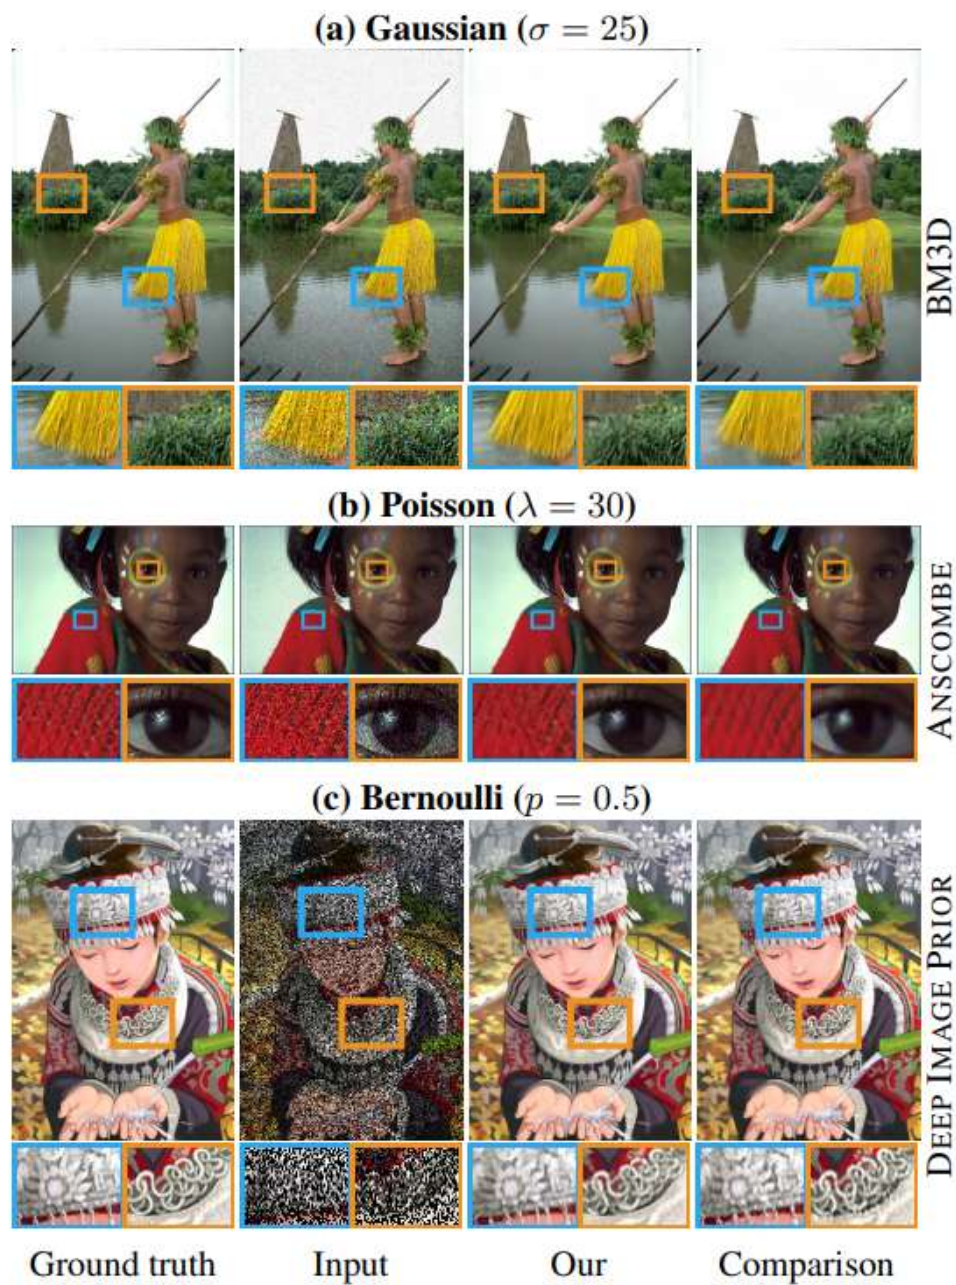 (a) Gaussian (σ = 25)
BM3D
(b) Poisson (λ = 30)
ANSCOMBE
(c) Bernoulli (p = 0.5)
DEEP IMAGE PRIOR
Ground truth Input Our Comparison